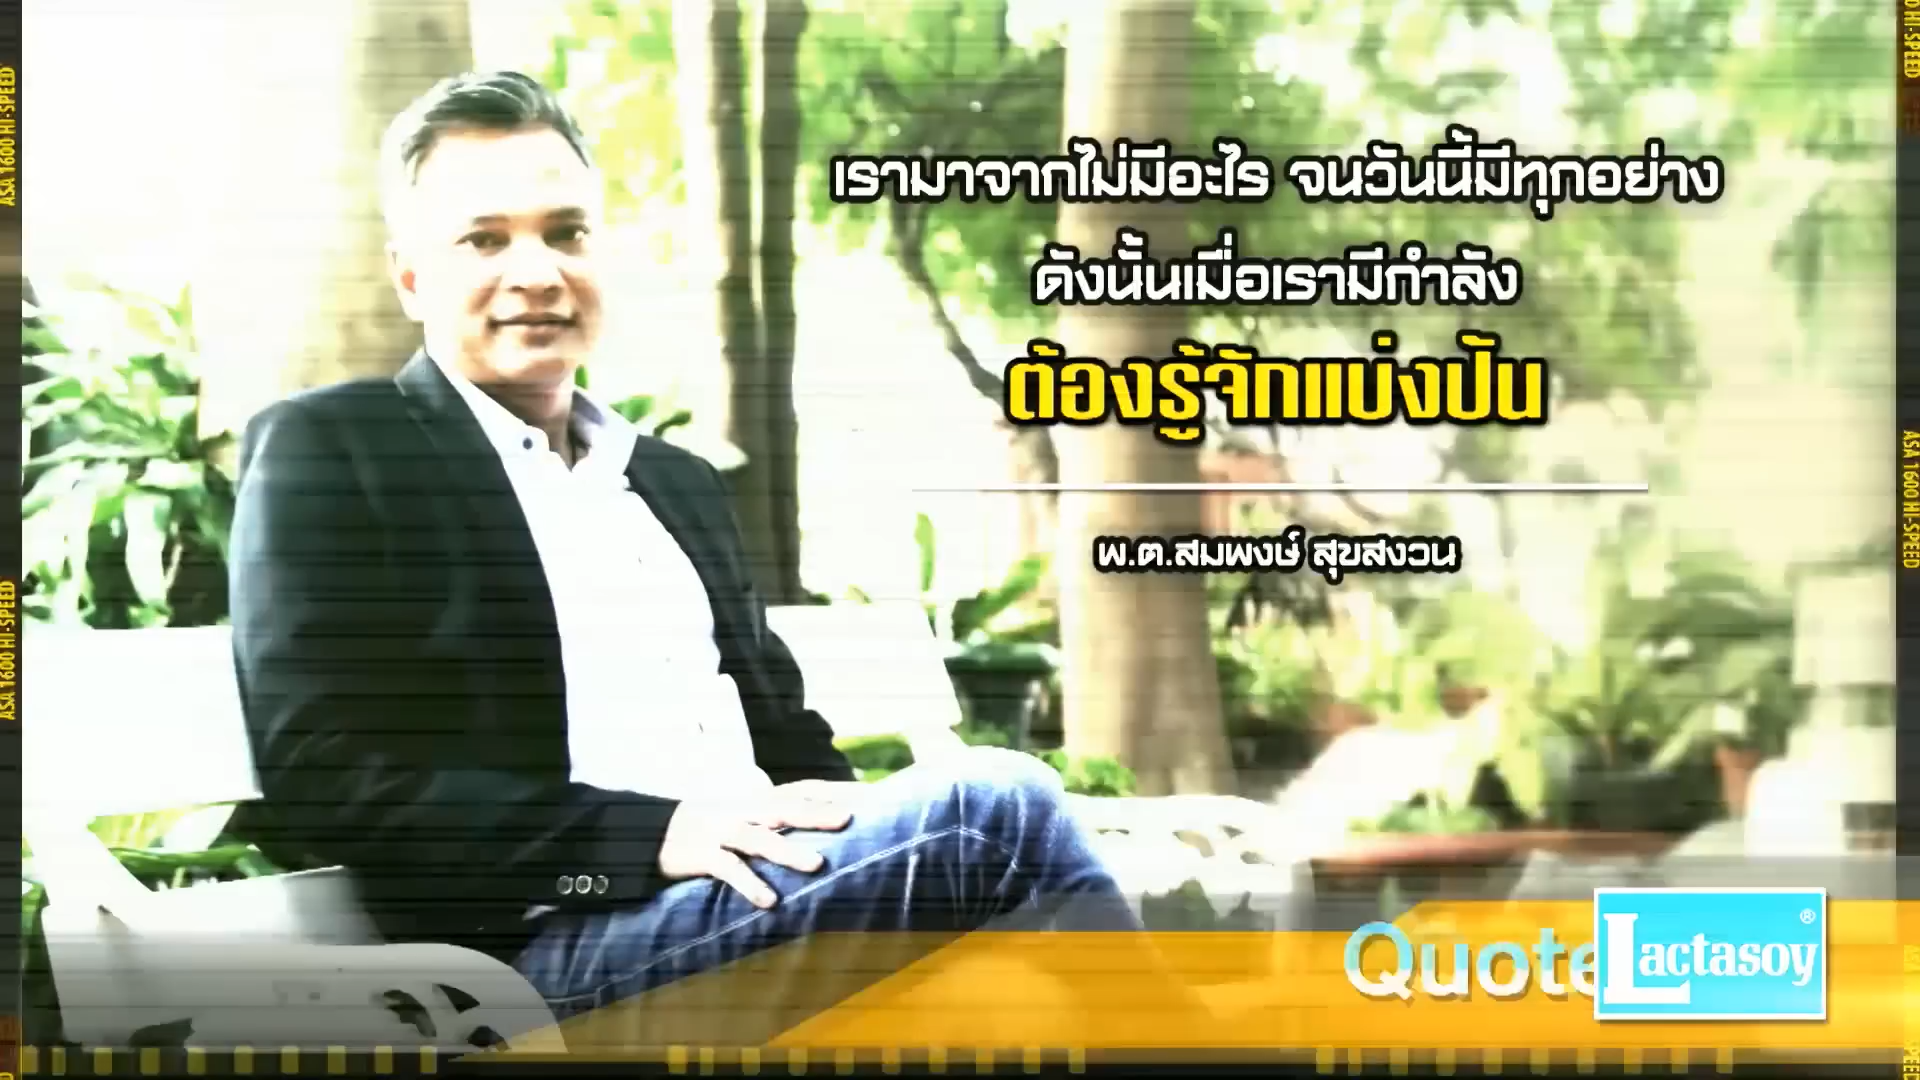 เรามาจากไม่มีอะไร จนวันนี้มีทุกอย่าง
ดังนั้นเมื่อเรามีกำลัง
ต้องรู้จักแบ่งปัน
พ.ต.สมพงษ์ สุขสงวน
Quote
Lactasoy®
ASA 1600 HI-SPEED
ASA 1600 HI-SPEED
ASA 1600 HI-SPEED